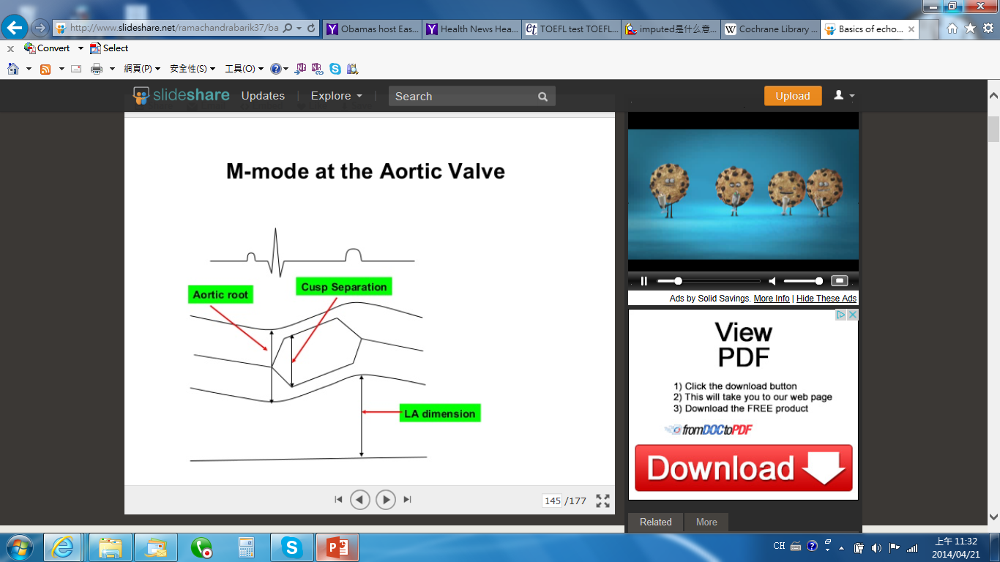 http://www.slideshare.net/ramachandrabarik37/ba
Obamas host Eas...
Health News Hea...
TOEFL test TOEFL...
imputed是什么意...
Cochrane Library ...
Basics of echo...
x Convert Select
網頁(P) 安全性(S) 工具(O)
slideshare Updates | Explore | Search Upload
M-mode at the Aortic Valve
Cusp Separation
Aortic root
LA dimension
145 /177
Ads by Solid Savings. More Info | Hide These Ads
View
PDF
1) Click the download button
2) This will take you to our web page
3) Download the FREE product
fromDOCtoPDF
Download
Related More
CH
上午 11:32
2014/04/21